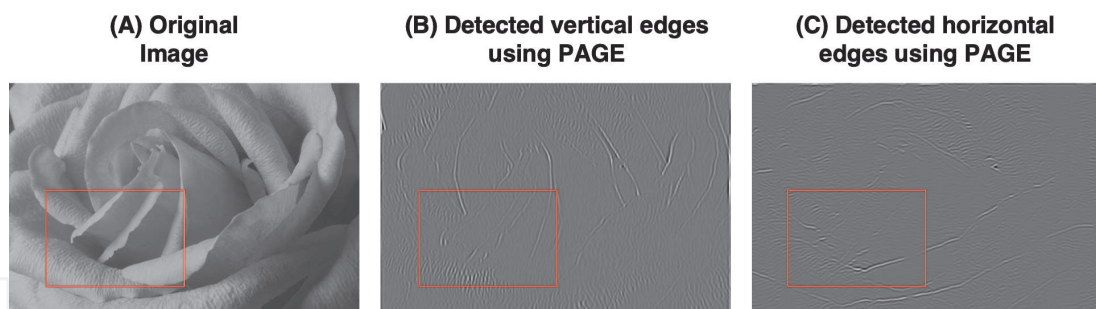 (A) Original
Image
(B) Detected vertical edges
using PAGE
(C) Detected horizontal
edges using PAGE